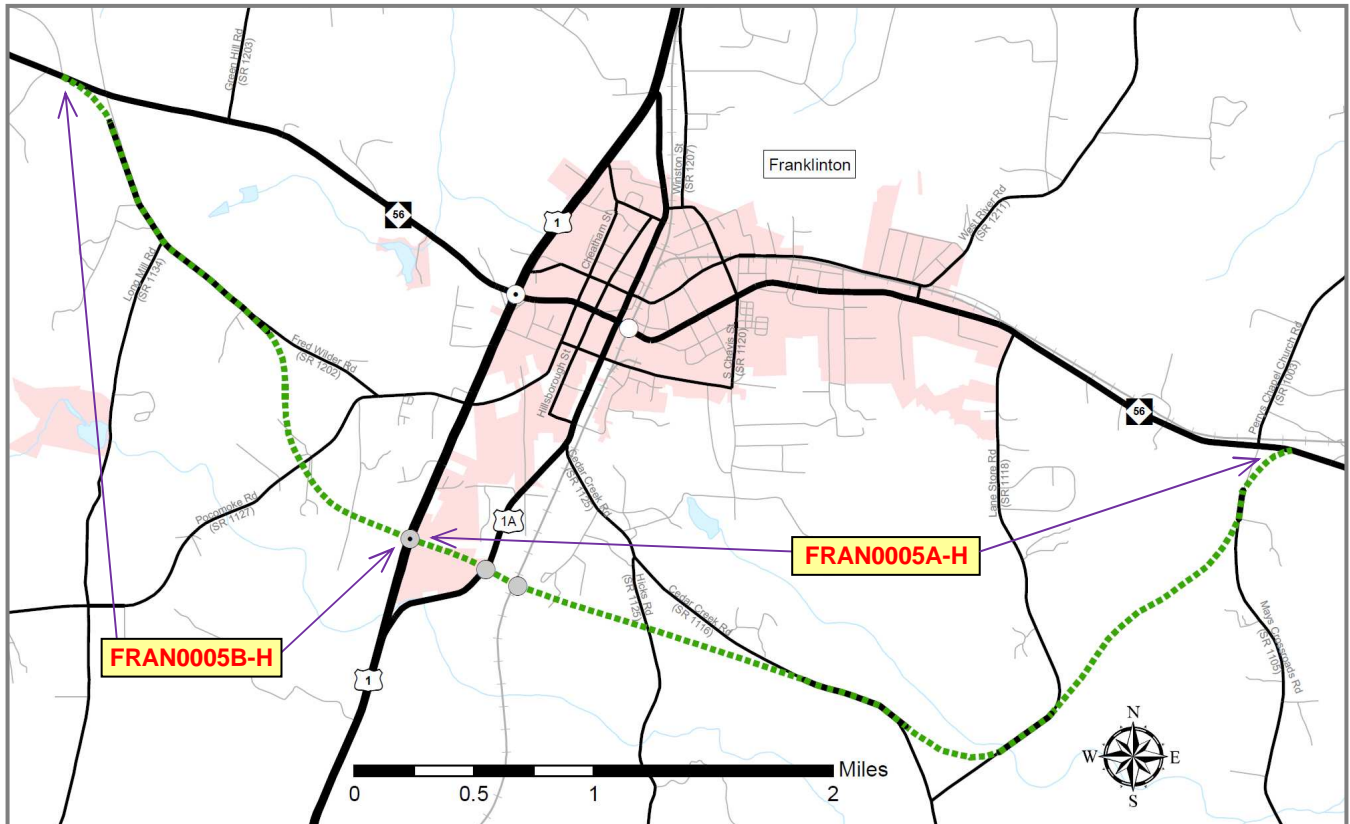 Green Hill Rd
(SR 1203)
Winston St
(SR 1207)
Franklinton
56
1
Cheatham St
West River Rd
(SR 1211)
Long Mill Rd
(SR 1134)
Fred Wilder Rd
(SR 1202)
Hillsborough St
S Chavis St
(SR 1120)
Perrys Chapel Church Rd
(SR 1003)
56
Pocomoke Rd
(SR 1127)
Cedar Creek Rd
(SR 1125)
Lane Store Rd
(SR 1118)
1A
FRAN0005A-H
Hicks Rd
(SR 1125)
Cedar Creek Rd
(SR 1116)
Mays Crossroads Rd
(SR 1105)
FRAN0005B-H
1
N
W E
S
Miles
0 0.5 1 2